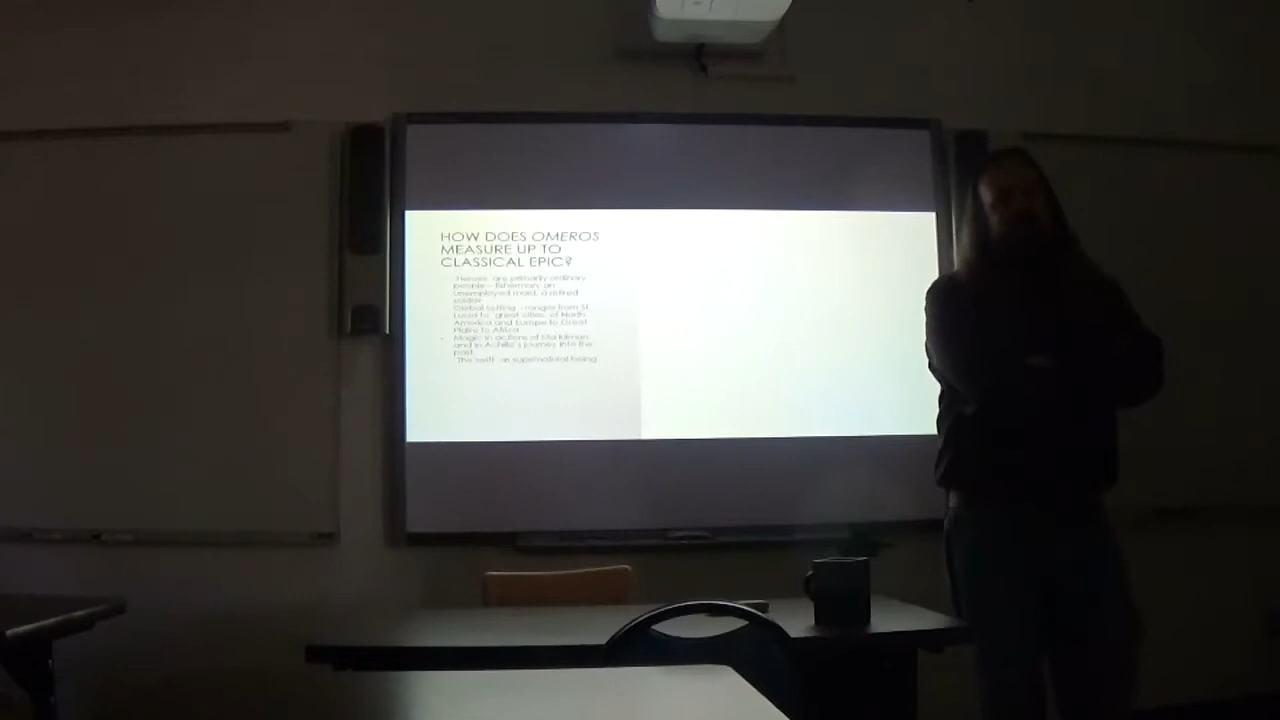 HOW DOES OMEROS
MEASURE UP TO
CLASSICAL EPIC?
'Heroes' are primarily ordinary
people – fisherman, an
unemployed maid, a retired
soldier
Global setting – ranges from St.
Lucia to 'great cities' of North
America and Europe to Great
Plains to Africa
Magic in actions of Ma Kilman
and in Achille's journey into the
past
The swift as supernatural being